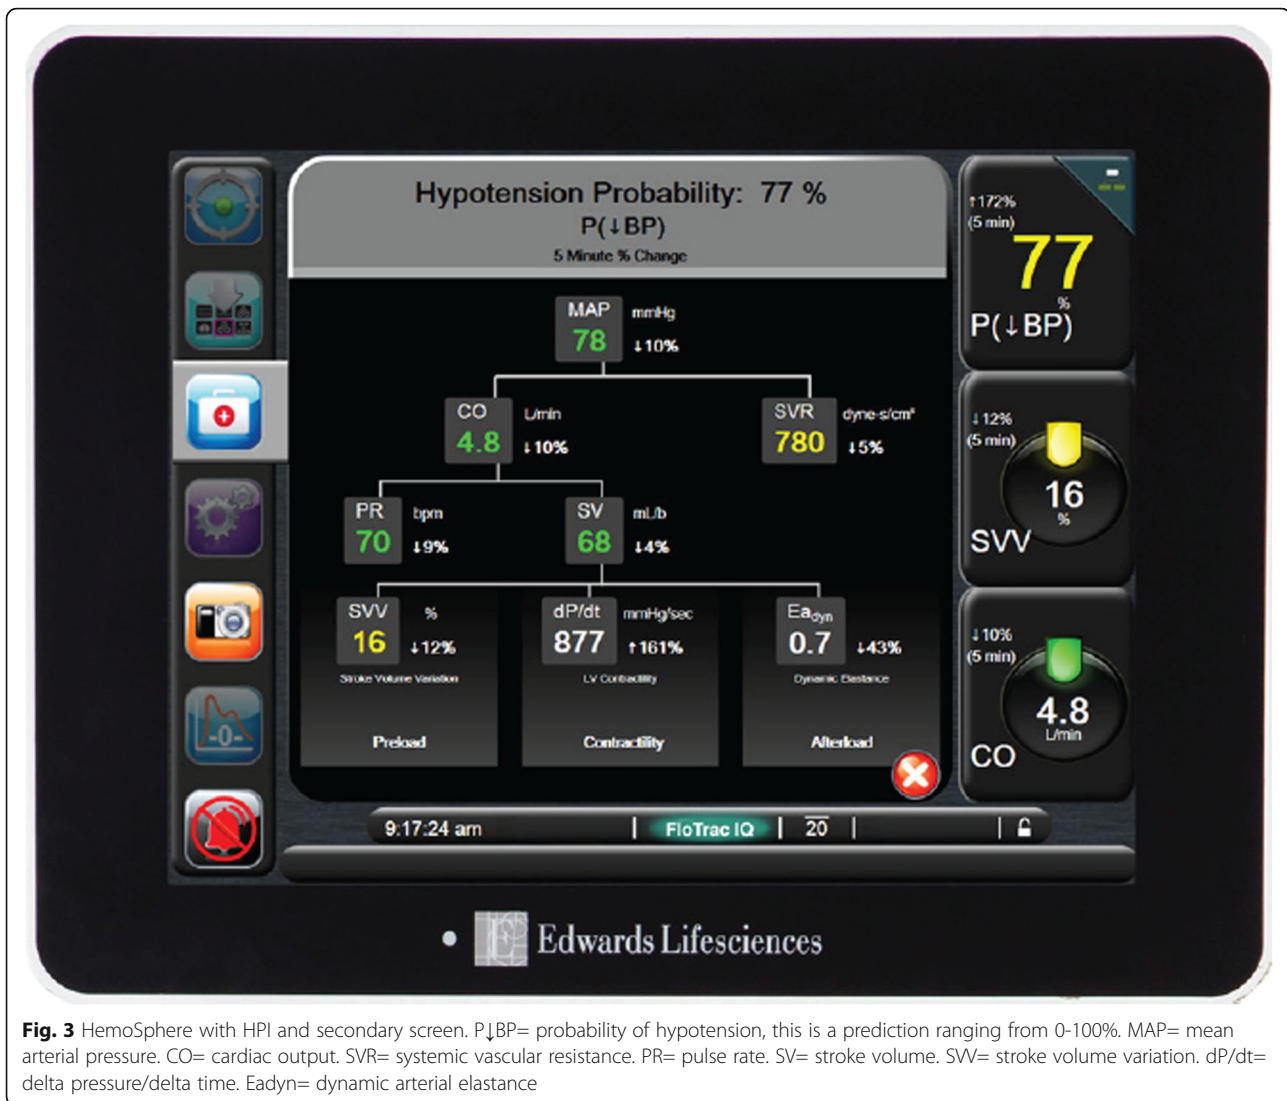 Hypotension Probability: 77 %
P(↓BP)
5 Minute % Change
MAP mmHg
78 ↓10%
CO L/min
4.8 ↓10%
SVR dyne-s/cm⁵
780 ↓5%
PR bpm
70 ↓9%
SV mL/b
68 ↓4%
SVV %
16 ↓12%
Stroke Volume Variation
Preload
dP/dt mmHg/sec
877 ↑161%
LV Contractility
Contractility
Eadyn
0.7 ↓43%
Dynamic Elastance
Afterload
↑172%
(5 min)
77
%
P(↓BP)
↓12%
(5 min)
16
%
SVV
↓10%
(5 min)
4.8
L/min
CO
-0-
9:17:24 am | FloTrac IQ | 20 | |
Edwards Lifesciences
Fig. 3 HemoSphere with HPI and secondary screen. P↓BP= probability of hypotension, this is a prediction ranging from 0-100%. MAP= mean
arterial pressure. CO= cardiac output. SVR= systemic vascular resistance. PR= pulse rate. SV= stroke volume. SVV= stroke volume variation. dP/dt=
delta pressure/delta time. Eadyn= dynamic arterial elastance